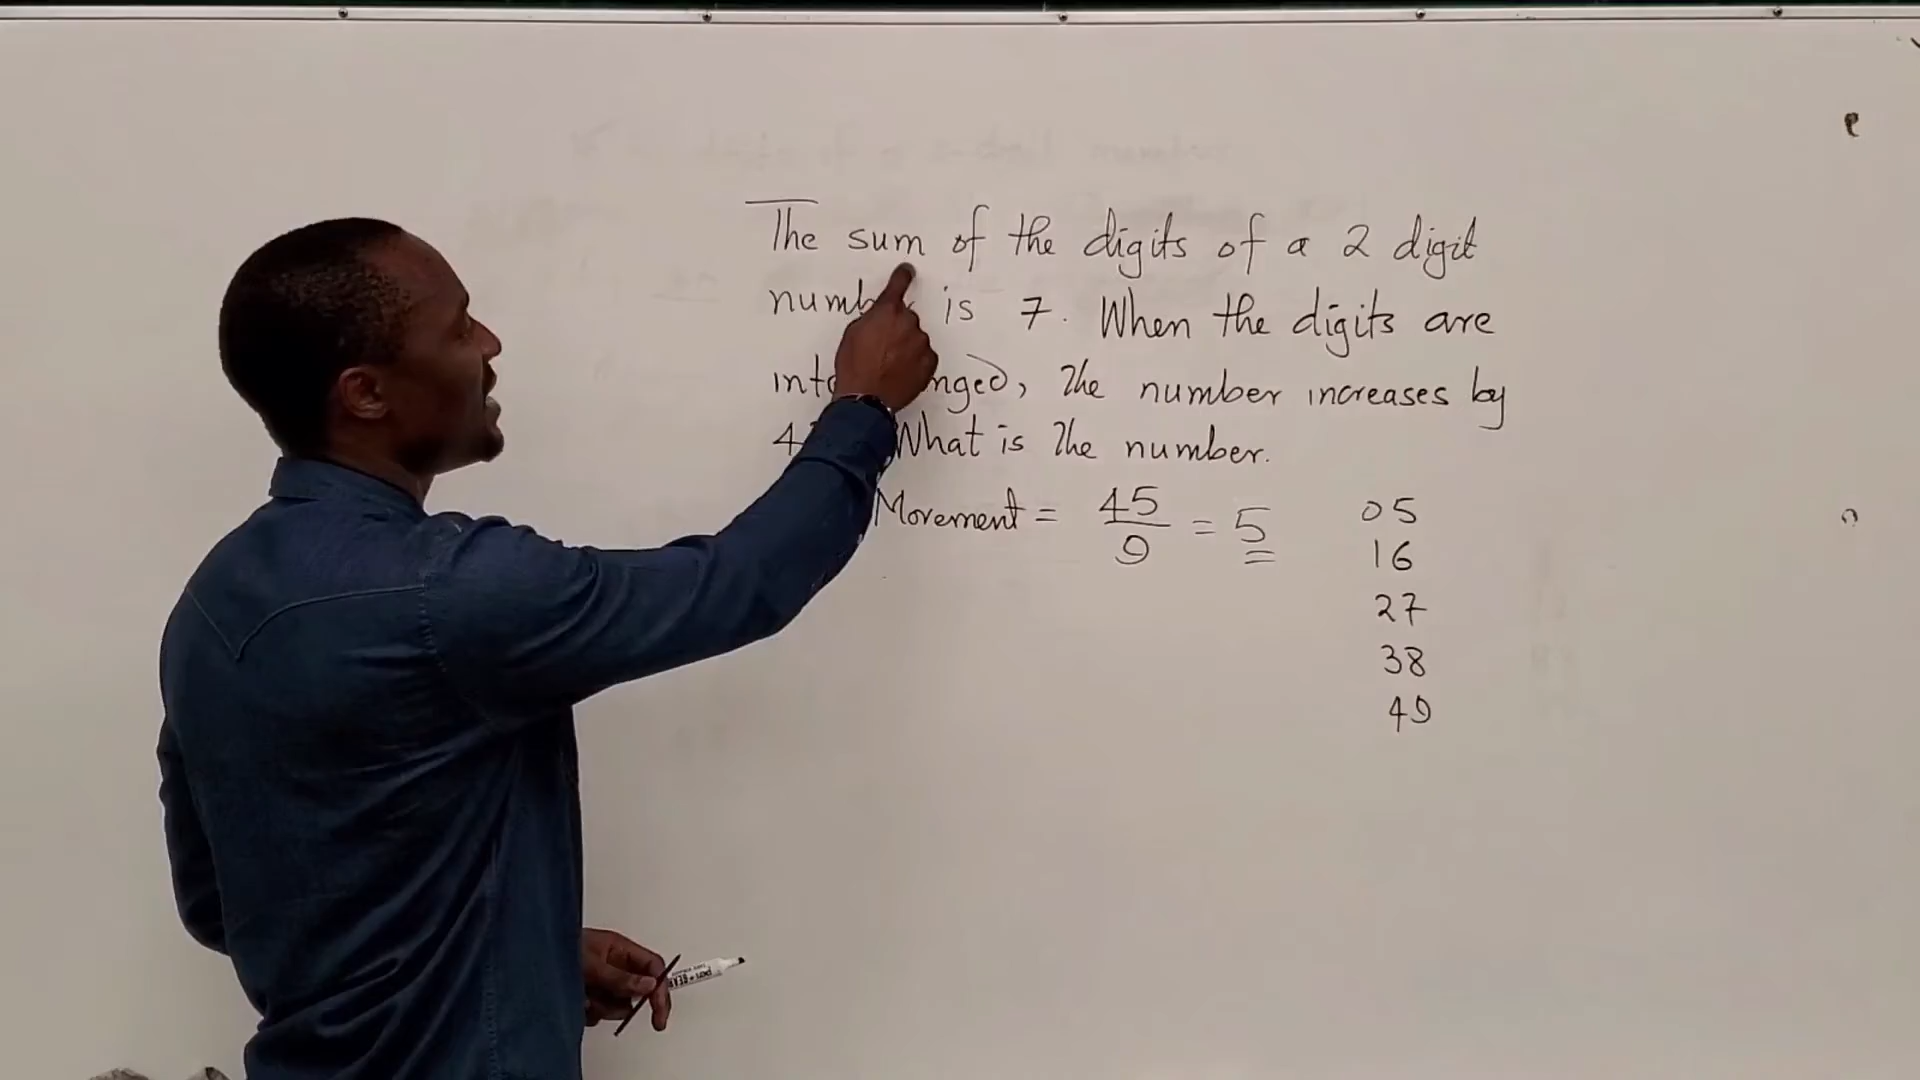 The sum of the digits of a 2 digit
is 7. When the digits are
the number increases by
What is the number.
Movement = 45/9 = 5
05
16
27
38
49